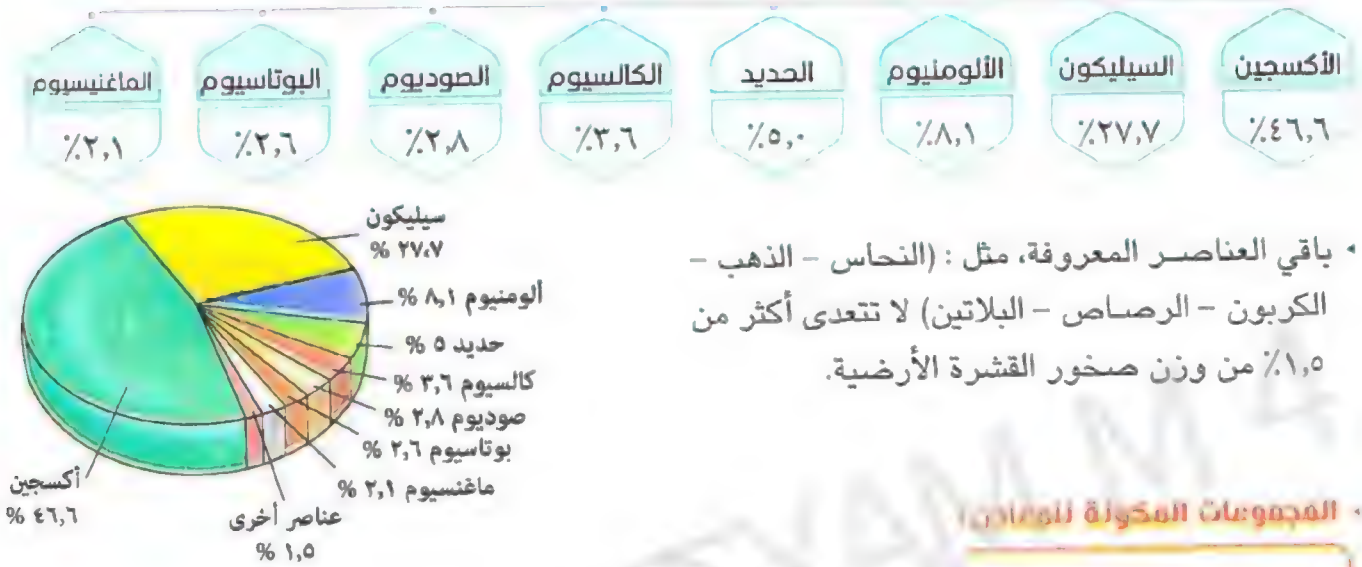 الأكسجين
٪٤٦,٦
السيليكون
٪٢٧,٧
الألومنيوم
٪٨,١
الحديد
٪٥,٠
الكالسيوم
٪٣,٦
الصوديوم
٪٢,٨
البوتاسيوم
٪٢,٦
الماغنيسيوم
٪٢,١
• باقي العناصر المعروفة، مثل : (النحاس – الذهب –
الكربون – الرصاص – البلاتين) لا تتعدى أكثر من
١,٥٪ من وزن صخور القشرة الأرضية.
سيليكون
٢٧,٧ %
ألومنيوم ٨,١ %
حديد ٥ %
كالسيوم ٣,٦ %
صوديوم ٢,٨ %
بوتاسيوم ٢,٦ %
ماغنسيوم ٢,١ %
عناصر أخرى
١,٥ %
أكسجين
٤٦,٦ %
• المجموعات المكونة للمعادن